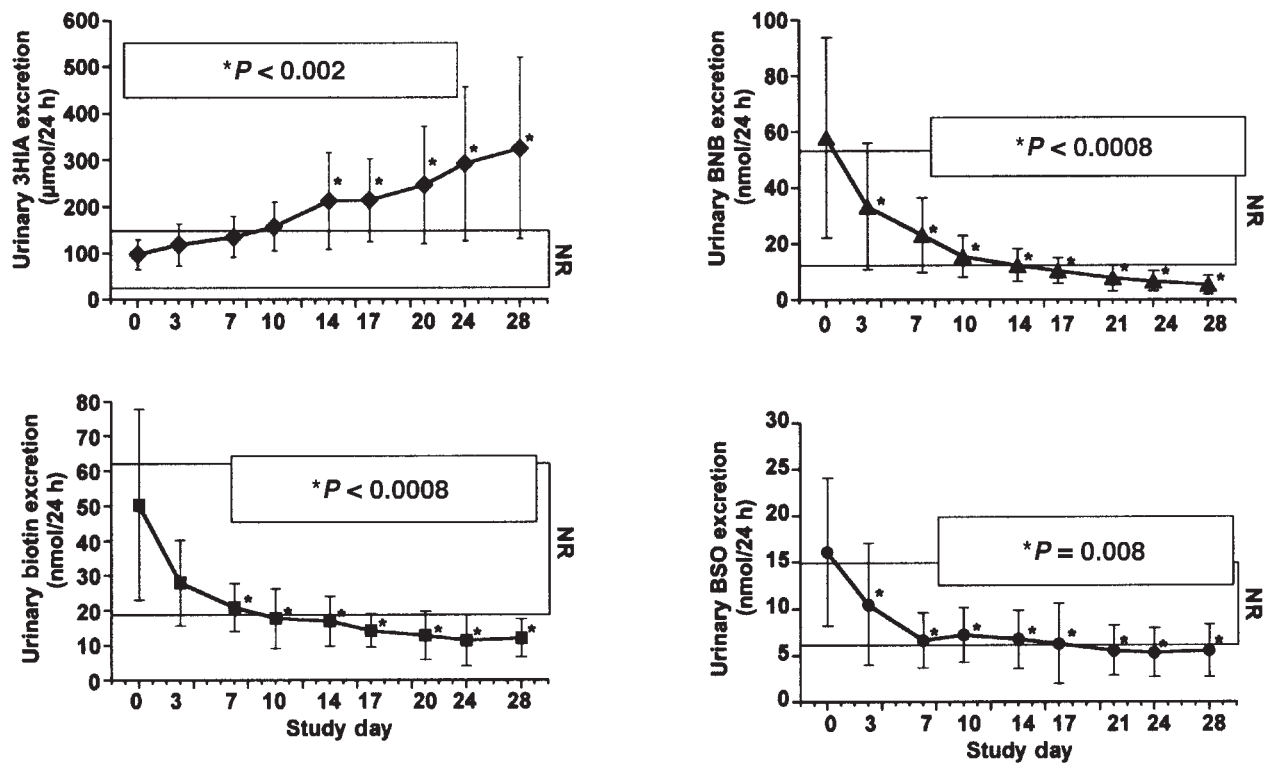 Urinary 3HIA excretion
(µmol/24 h)
600
500
400
300
200
100
0
*P < 0.002
NR
0 3 7 10 14 17 20 24 28
* * * * *
Urinary BNB excretion
(nmol/24 h)
100
80
60
40
20
0
*P < 0.0008
NR
0 3 7 10 14 17 21 24 28
* * * * * * * *
Urinary biotin excretion
(nmol/24 h)
80
70
60
50
40
30
20
10
0
*P < 0.0008
NR
0 3 7 10 14 17 20 24 28
* * * * * * *
Study day
Urinary BSO excretion
(nmol/24 h)
30
25
20
15
10
5
0
*P = 0.008
NR
0 3 7 10 14 17 21 24 28
* * * * * * * *
Study day